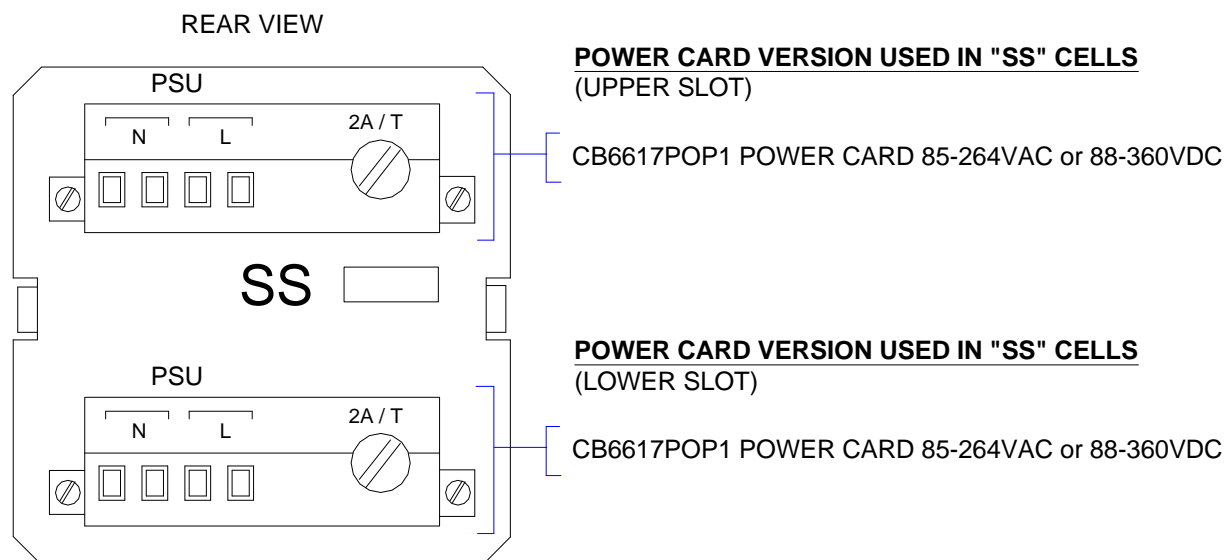 REAR VIEW
POWER CARD VERSION USED IN "SS" CELLS
(UPPER SLOT)
PSU
N L 2A / T
CB6617POP1 POWER CARD 85-264VAC or 88-360VDC
SS
POWER CARD VERSION USED IN "SS" CELLS
(LOWER SLOT)
PSU
N L 2A / T
CB6617POP1 POWER CARD 85-264VAC or 88-360VDC